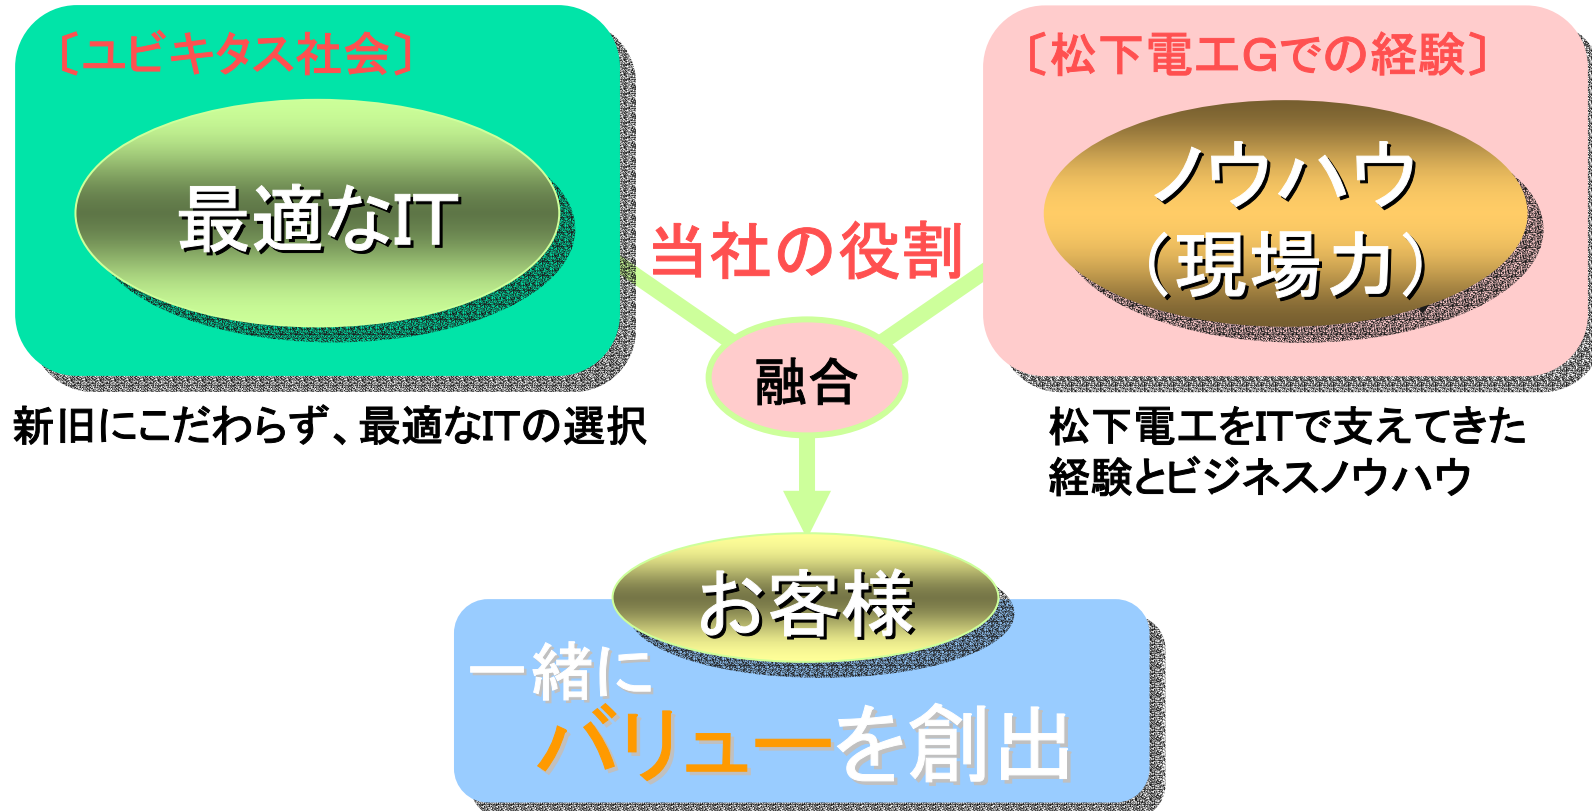 〔ユビキタス社会〕
最適なIT
新旧にこだわらず、最適なITの選択
当社の役割
融合
〔松下電工Gでの経験〕
ノウハウ
（現場力）
松下電工をITで支えてきた
経験とビジネスノウハウ
お客様
一緒に
バリューを創出